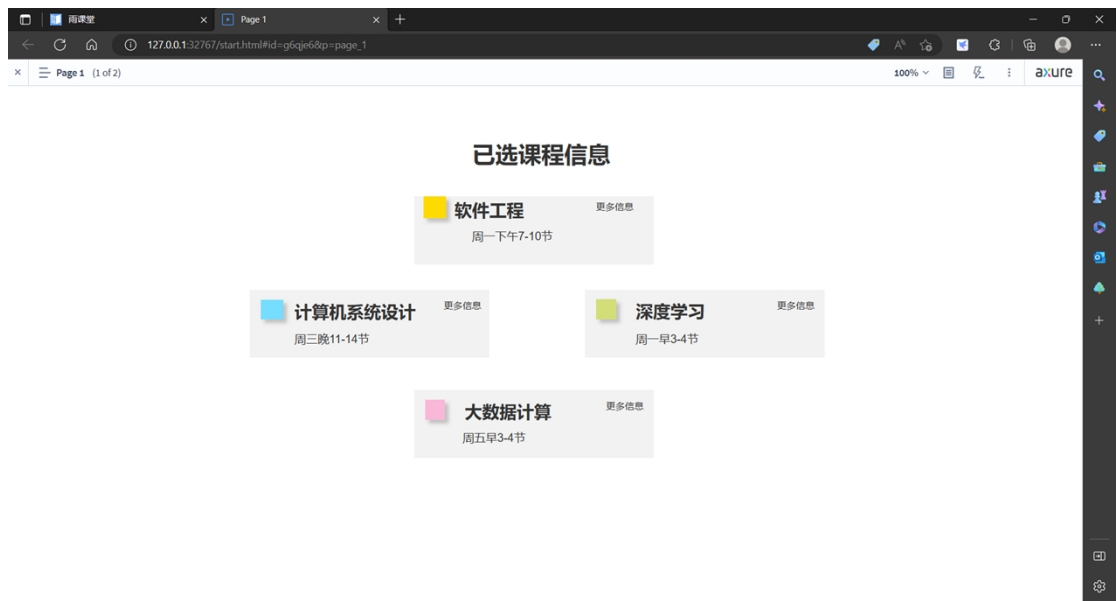 雨课堂
Page 1
127.0.0.1:32767/start.html#id=g6qje6&p=page_1
Page 1 (1 of 2)
100%
axure
已选课程信息
软件工程
更多信息
周一下午7-10节
计算机系统设计
更多信息
周三晚11-14节
深度学习
更多信息
周一早3-4节
大数据计算
更多信息
周五早3-4节